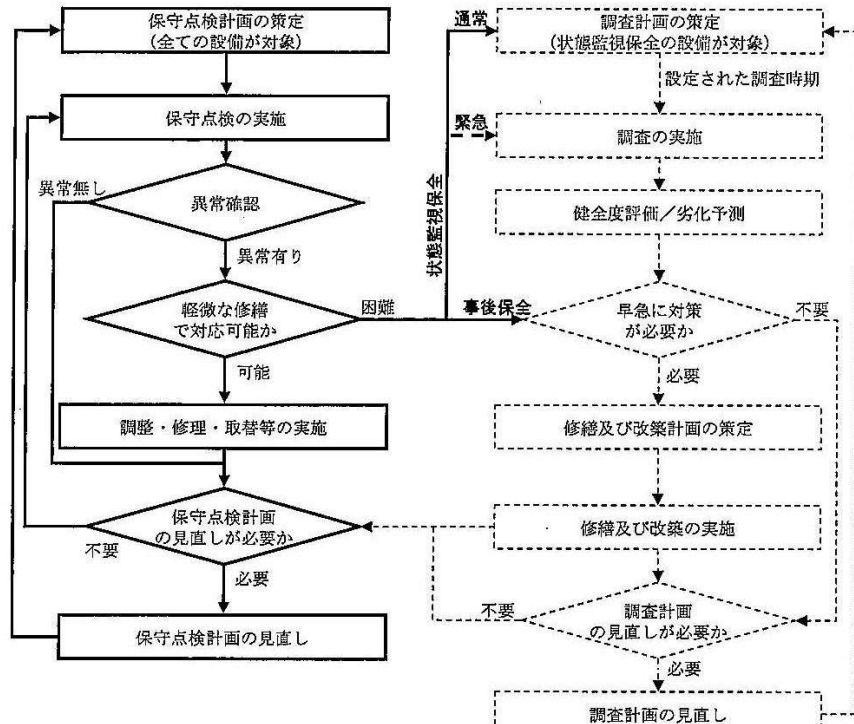 保守点検計画の策定
(全ての設備が対象)
保守点検の実施
異常無し
異常確認
異常有り
軽微な修繕
で対応可能か
困難
可能
調整・修理・取替等の実施
保守点検計画
の見直しが必要か
不要
必要
保守点検計画の見直し
状態監視保全
通常
緊急
事後保全
調査計画の策定
(状態監視保全の設備が対象)
設定された調査時期
調査の実施
健全度評価/劣化予測
早急に対策
が必要か
不要
必要
修繕及び改築計画の策定
修繕及び改築の実施
不要
調査計画
の見直しが必要か
必要
調査計画の見直し